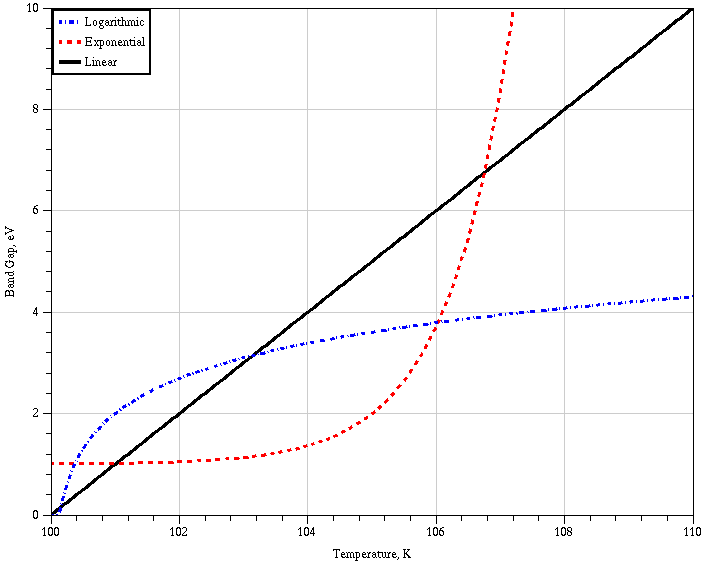 10
8
6
4
2
0
Band Gap, eV
Logarithmic
Exponential
Linear
100
102
104
106
108
110
Temperature, K